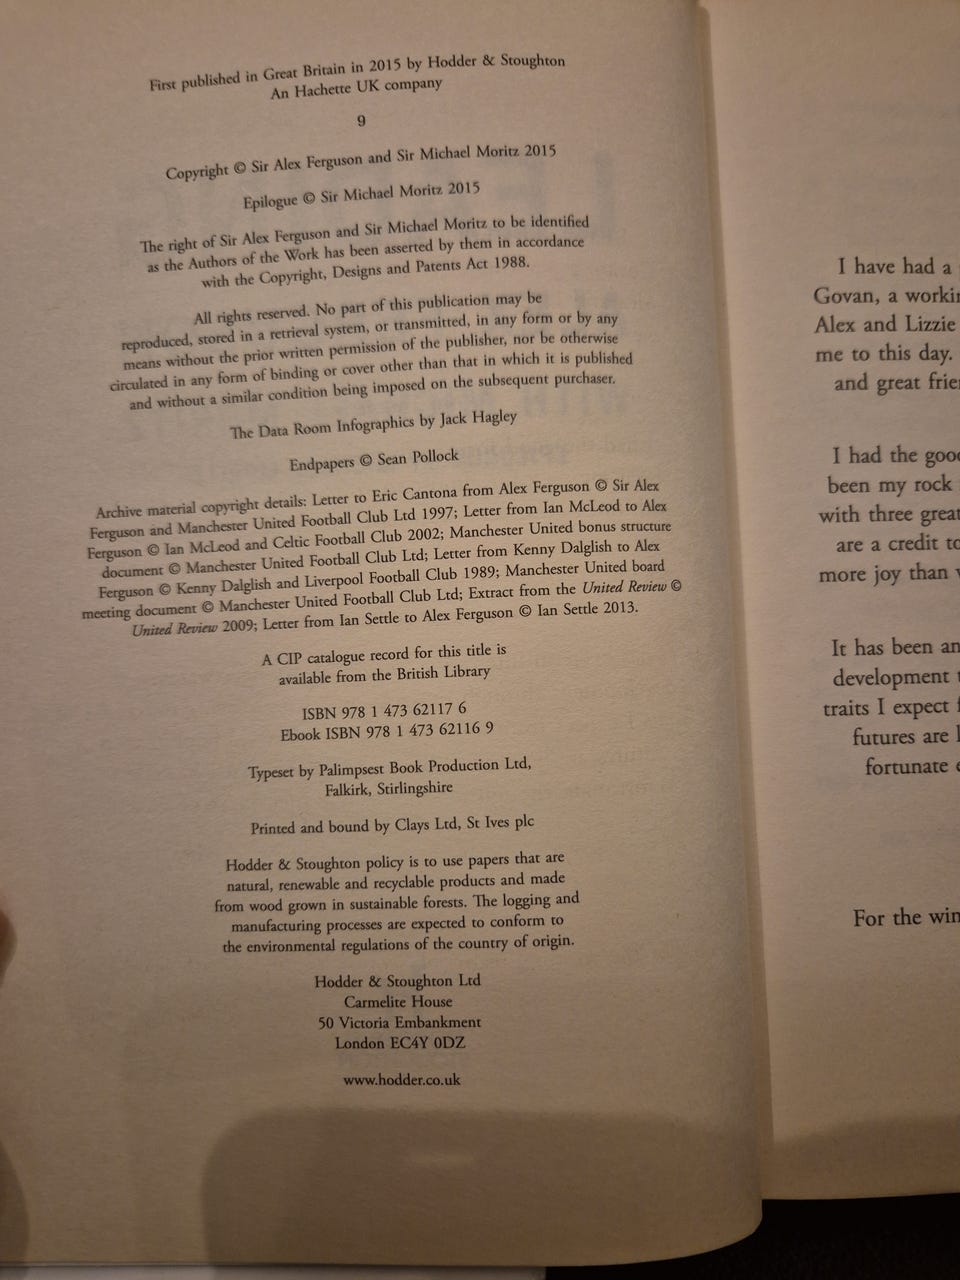 First published in Great Britain in 2015 by Hodder & Stoughton
An Hachette UK company
9
Copyright © Sir Alex Ferguson and Sir Michael Moritz 2015
Epilogue © Sir Michael Moritz 2015
The right of Sir Alex Ferguson and Sir Michael Moritz to be identified
as the Authors of the Work has been asserted by them in accordance
with the Copyright, Designs and Patents Act 1988.
All rights reserved. No part of this publication may be
reproduced, stored in a retrieval system, or transmitted, in any form or by any
means without the prior written permission of the publisher, nor be otherwise
circulated in any form of binding or cover other than that in which it is published
and without a similar condition being imposed on the subsequent purchaser.
The Data Room Infographics by Jack Hagley
Endpapers © Sean Pollock
Archive material copyright details: Letter to Eric Cantona from Alex Ferguson © Sir Alex
Ferguson and Manchester United Football Club Ltd 1997; Letter from Ian McLeod to Alex
Ferguson © Ian McLeod and Celtic Football Club 2002; Manchester United bonus structure
document © Manchester United Football Club Ltd; Letter from Kenny Dalglish to Alex
Ferguson © Kenny Dalglish and Liverpool Football Club 1989; Manchester United board
meeting document © Manchester United Football Club Ltd; Extract from the United Review ©
United Review 2009; Letter from Ian Settle to Alex Ferguson © Ian Settle 2013.
A CIP catalogue record for this title is
available from the British Library
ISBN 978 1 473 62117 6
Ebook ISBN 978 1 473 62116 9
Typeset by Palimpsest Book Production Ltd,
Falkirk, Stirlingshire
Printed and bound by Clays Ltd, St Ives plc
Hodder & Stoughton policy is to use papers that are
natural, renewable and recyclable products and made
from wood grown in sustainable forests. The logging and
manufacturing processes are expected to conform to
the environmental regulations of the country of origin.
Hodder & Stoughton Ltd
Carmelite House
50 Victoria Embankment
London EC4Y 0DZ
www.hodder.co.uk
I have had a
Govan, a
Alex and Lizzie
me to this day.
and great
I had the
been my rock
with three
are a credit
more joy than
It has been
development
traits I expect
futures are
fortunate
For the